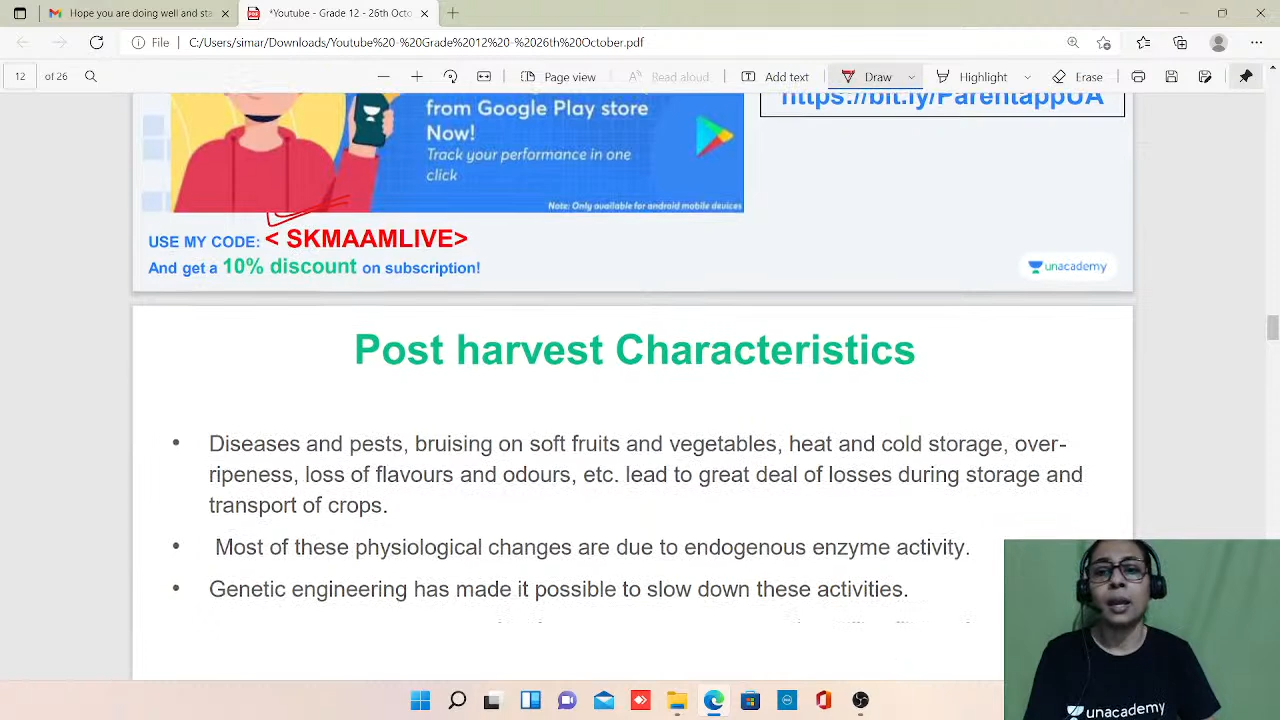 Hope you are doing well and sta
*Youtube - Grade 12 - 26th Octo
File
C:/Users/simar/Downloads/Youtube%20-%20Grade%2012%20-%2026th%20October.pdf
12 of 26
Page view
Read aloud
Add text
Draw
Highlight
Erase
from Google Play store
Now!
Track your performance in one
click
Note: Only available for android mobile devices
https://bit.ly/ParentappUA
USE MY CODE: < SKMAAMLIVE>
And get a 10% discount on subscription!
unacademy
Post harvest Characteristics
• Diseases and pests, bruising on soft fruits and vegetables, heat and cold storage, over-
ripeness, loss of flavours and odours, etc. lead to great deal of losses during storage and
transport of crops.
• Most of these physiological changes are due to endogenous enzyme activity.
• Genetic engineering has made it possible to slow down these activities.
unacademy